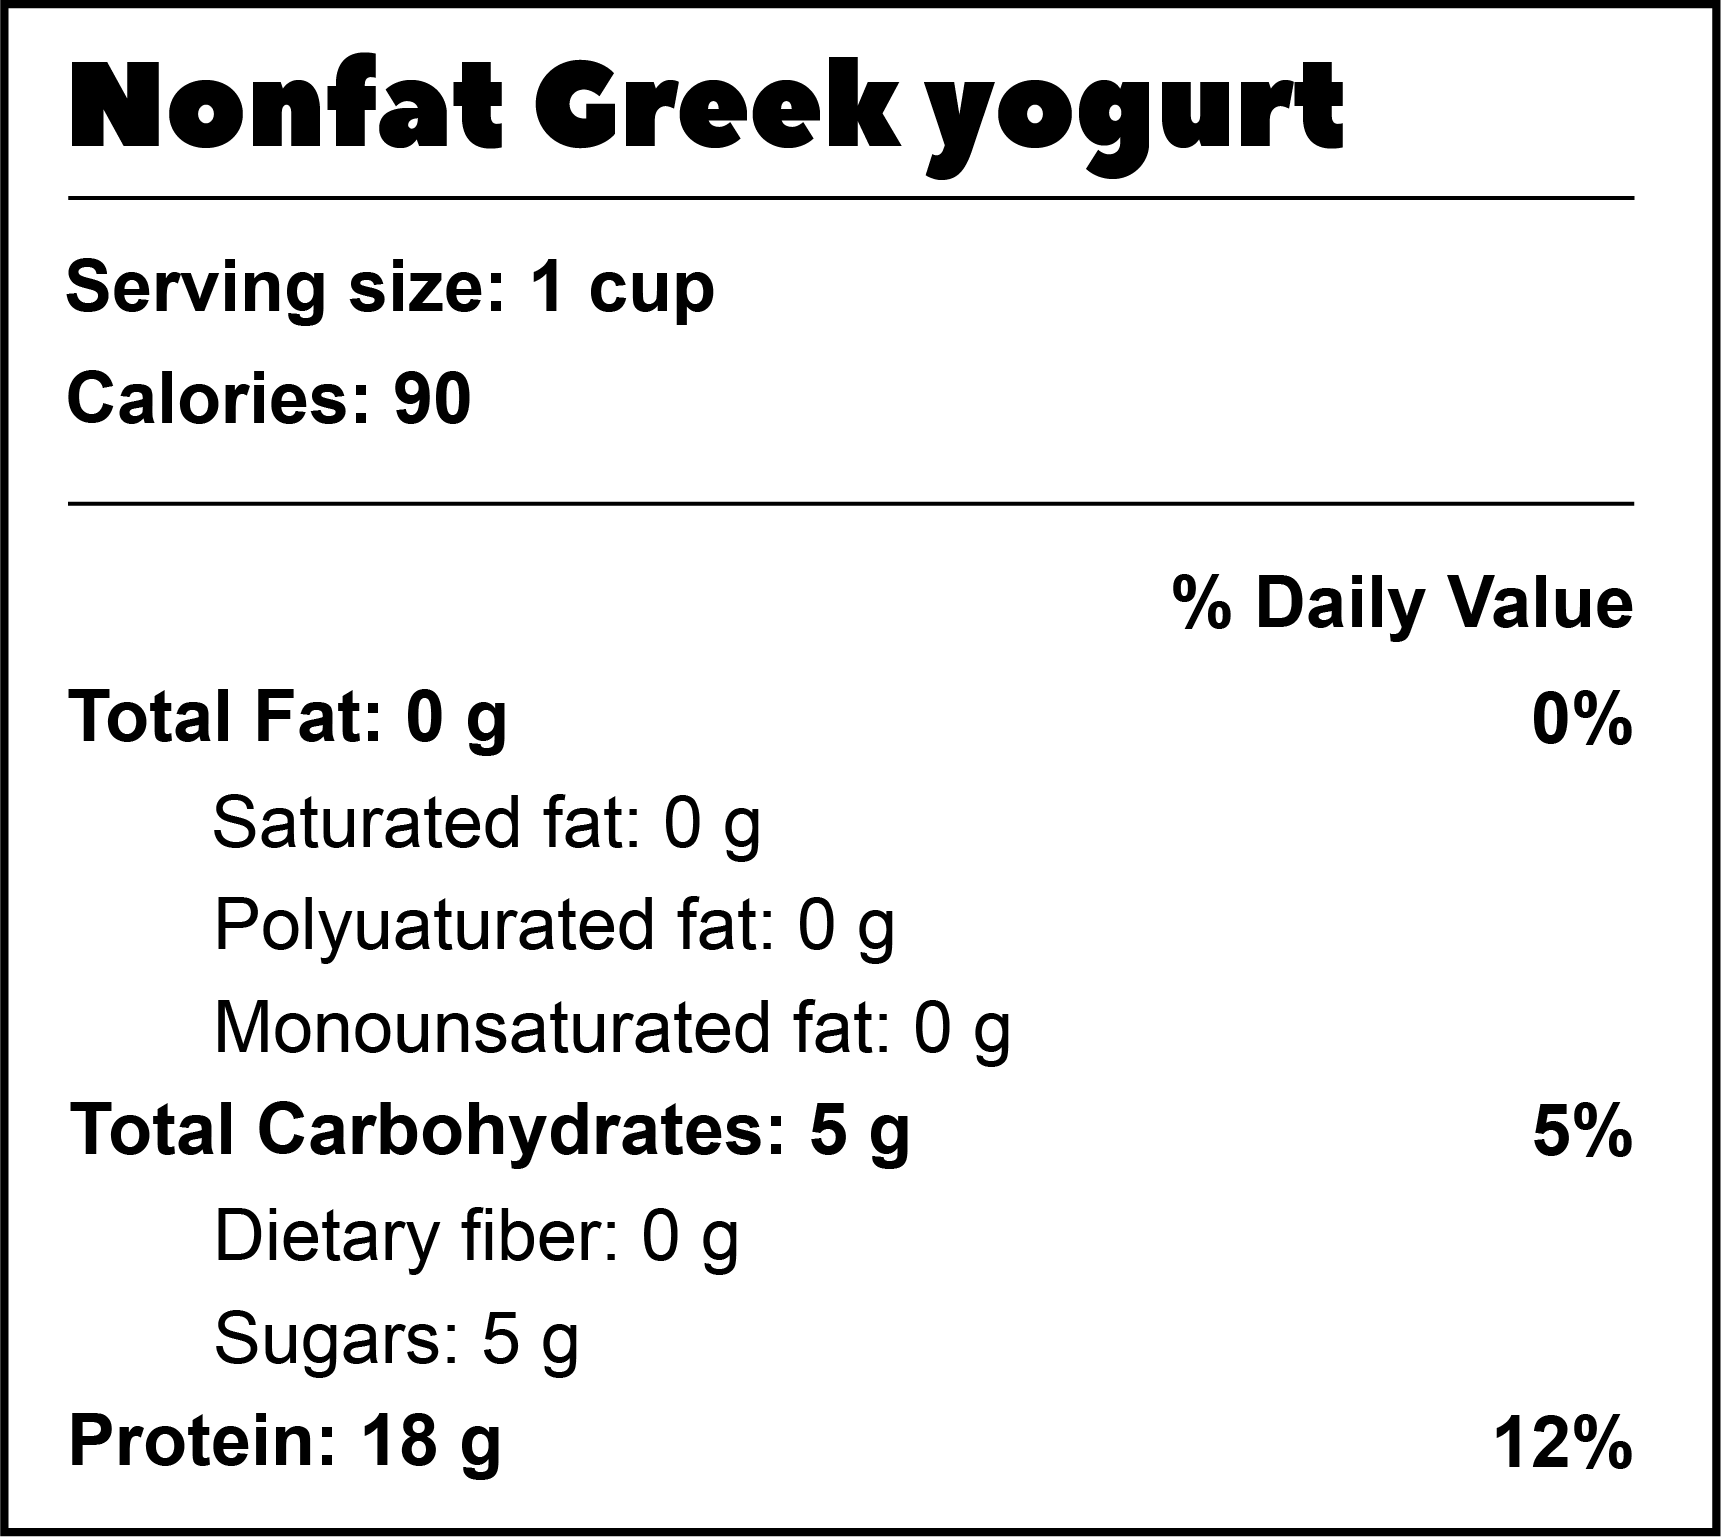 Nonfat Greek yogurt
Serving size: 1 cup
Calories: 90
% Daily Value
Total Fat: 0 g 0%
Saturated fat: 0 g
Polyuaturated fat: 0 g
Monounsaturated fat: 0 g
Total Carbohydrates: 5 g 5%
Dietary fiber: 0 g
Sugars: 5 g
Protein: 18 g 12%